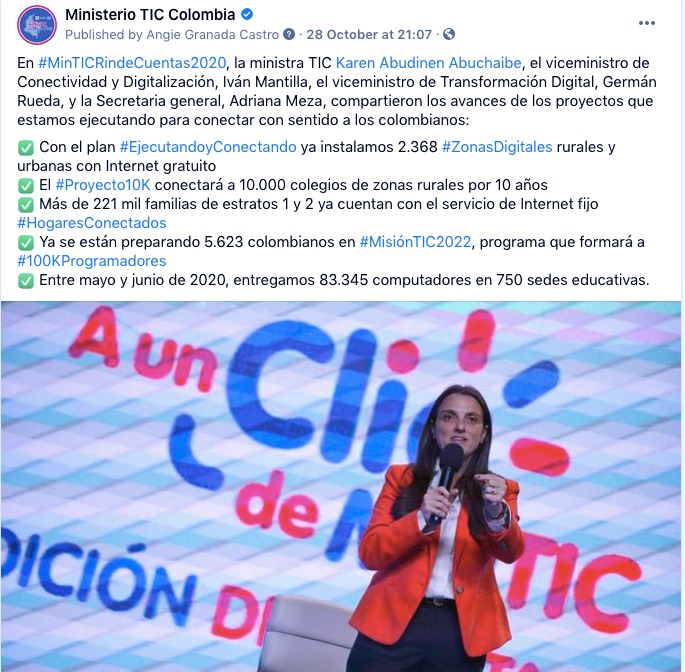 Ministerio TIC Colombia
Published by Angie Granada Castro · 28 October at 21:07 ·
En #MinTICRindeCuentas2020, la ministra TIC Karen Abudinen Abuchaibe, el viceministro de
Conectividad y Digitalización, Iván Mantilla, el viceministro de Transformación Digital, Germán
Rueda, y la Secretaria general, Adriana Meza, compartieron los avances de los proyectos que
estamos ejecutando para conectar con sentido a los colombianos:
✅ Con el plan #EjecutandoyConectando ya instalamos 2.368 #ZonasDigitales rurales y
urbanas con Internet gratuito
✅ El #Proyecto10K conectará a 10.000 colegios de zonas rurales por 10 años
✅ Más de 221 mil familias de estratos 1 y 2 ya cuentan con el servicio de Internet fijo
#HogaresConectados
✅ Ya se están preparando 5.623 colombianos en #MisiónTIC2022, programa que formará a
#100KProgramadores
✅ Entre mayo y junio de 2020, entregamos 83.345 computadores en 750 sedes educativas.
A un
Clic
de M TIC
DICIÓN DE